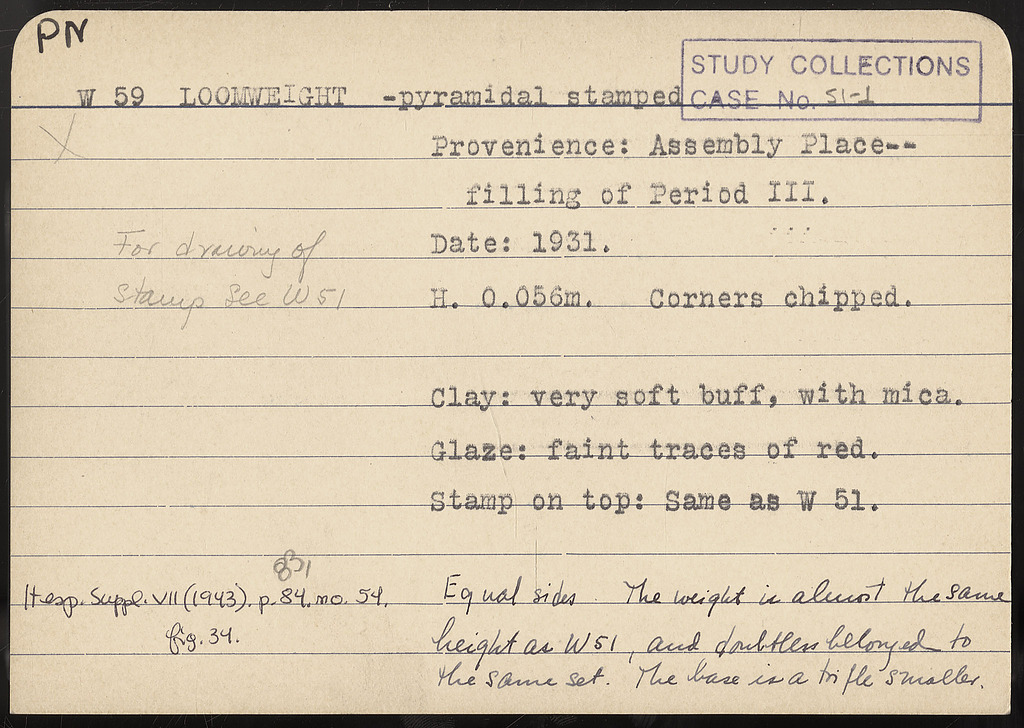 PN
STUDY COLLECTIONS
CASE No. 51-1
W 59 LOOMWEIGHT -pyramidal stamped
X
Provenience: Assembly Place--
filling of Period III.
Date: 1931.
For drawing of
stamp see W51
H. 0.056m. Corners chipped.
Clay: very soft buff, with mica.
Glaze: faint traces of red.
Stamp on top: Same as W 51.
83,
Hesp. Suppl. VII (1943). p. 84. no. 54.
fig. 34.
Equal sides. The weight is almost the same
height as W51, and doubtless belonged to
the same set. The base is a trifle smaller.